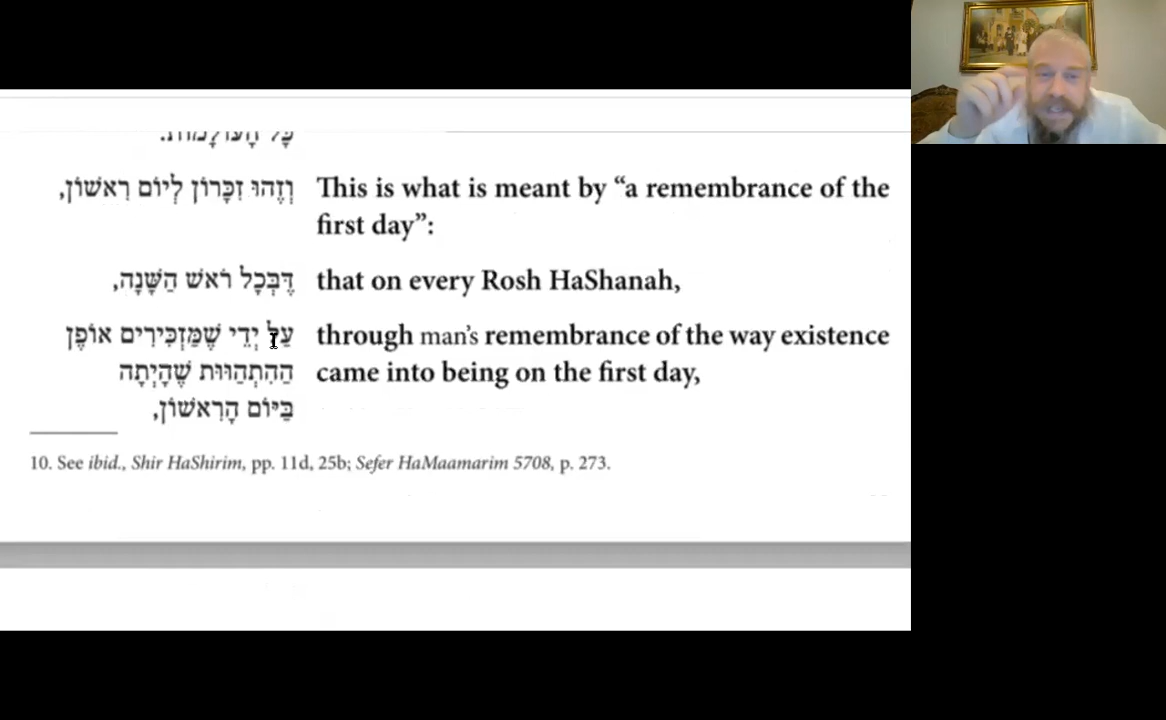 כָּל הָעוֹלָמוֹת.
וְזֶהוּ זִכָּרוֹן לְיוֹם רִאשׁוֹן,
This is what is meant by “a remembrance of the
first day”:
דְּבְכָל רֹאשׁ הַשָּׁנָה,
that on every Rosh HaShanah,
עַל יְדֵי שֶׁמַּזְכִּירִים אוֹפֶן
הַהִתְהַוּוּת שֶׁהָיְתָה
בַּיּוֹם הָרִאשׁוֹן,
through man’s remembrance of the way existence
came into being on the first day,
10. See ibid., Shir HaShirim, pp. 11d, 25b; Sefer HaMaamarim 5708, p. 273.